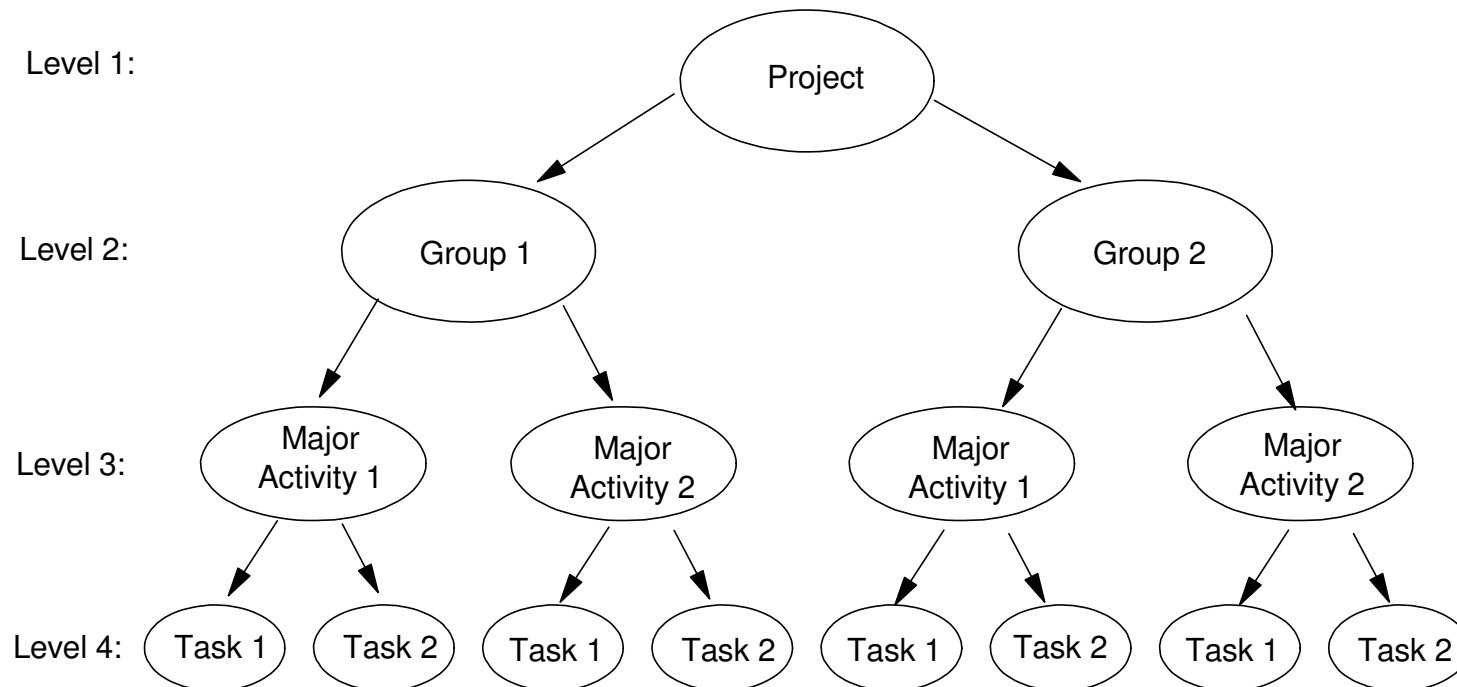 Level 1:
Project
Level 2:
Group 1
Group 2
Level 3:
Major
Activity 1
Major
Activity 2
Major
Activity 1
Major
Activity 2
Level 4:
Task 1
Task 2
Task 1
Task 2
Task 1
Task 2
Task 1
Task 2